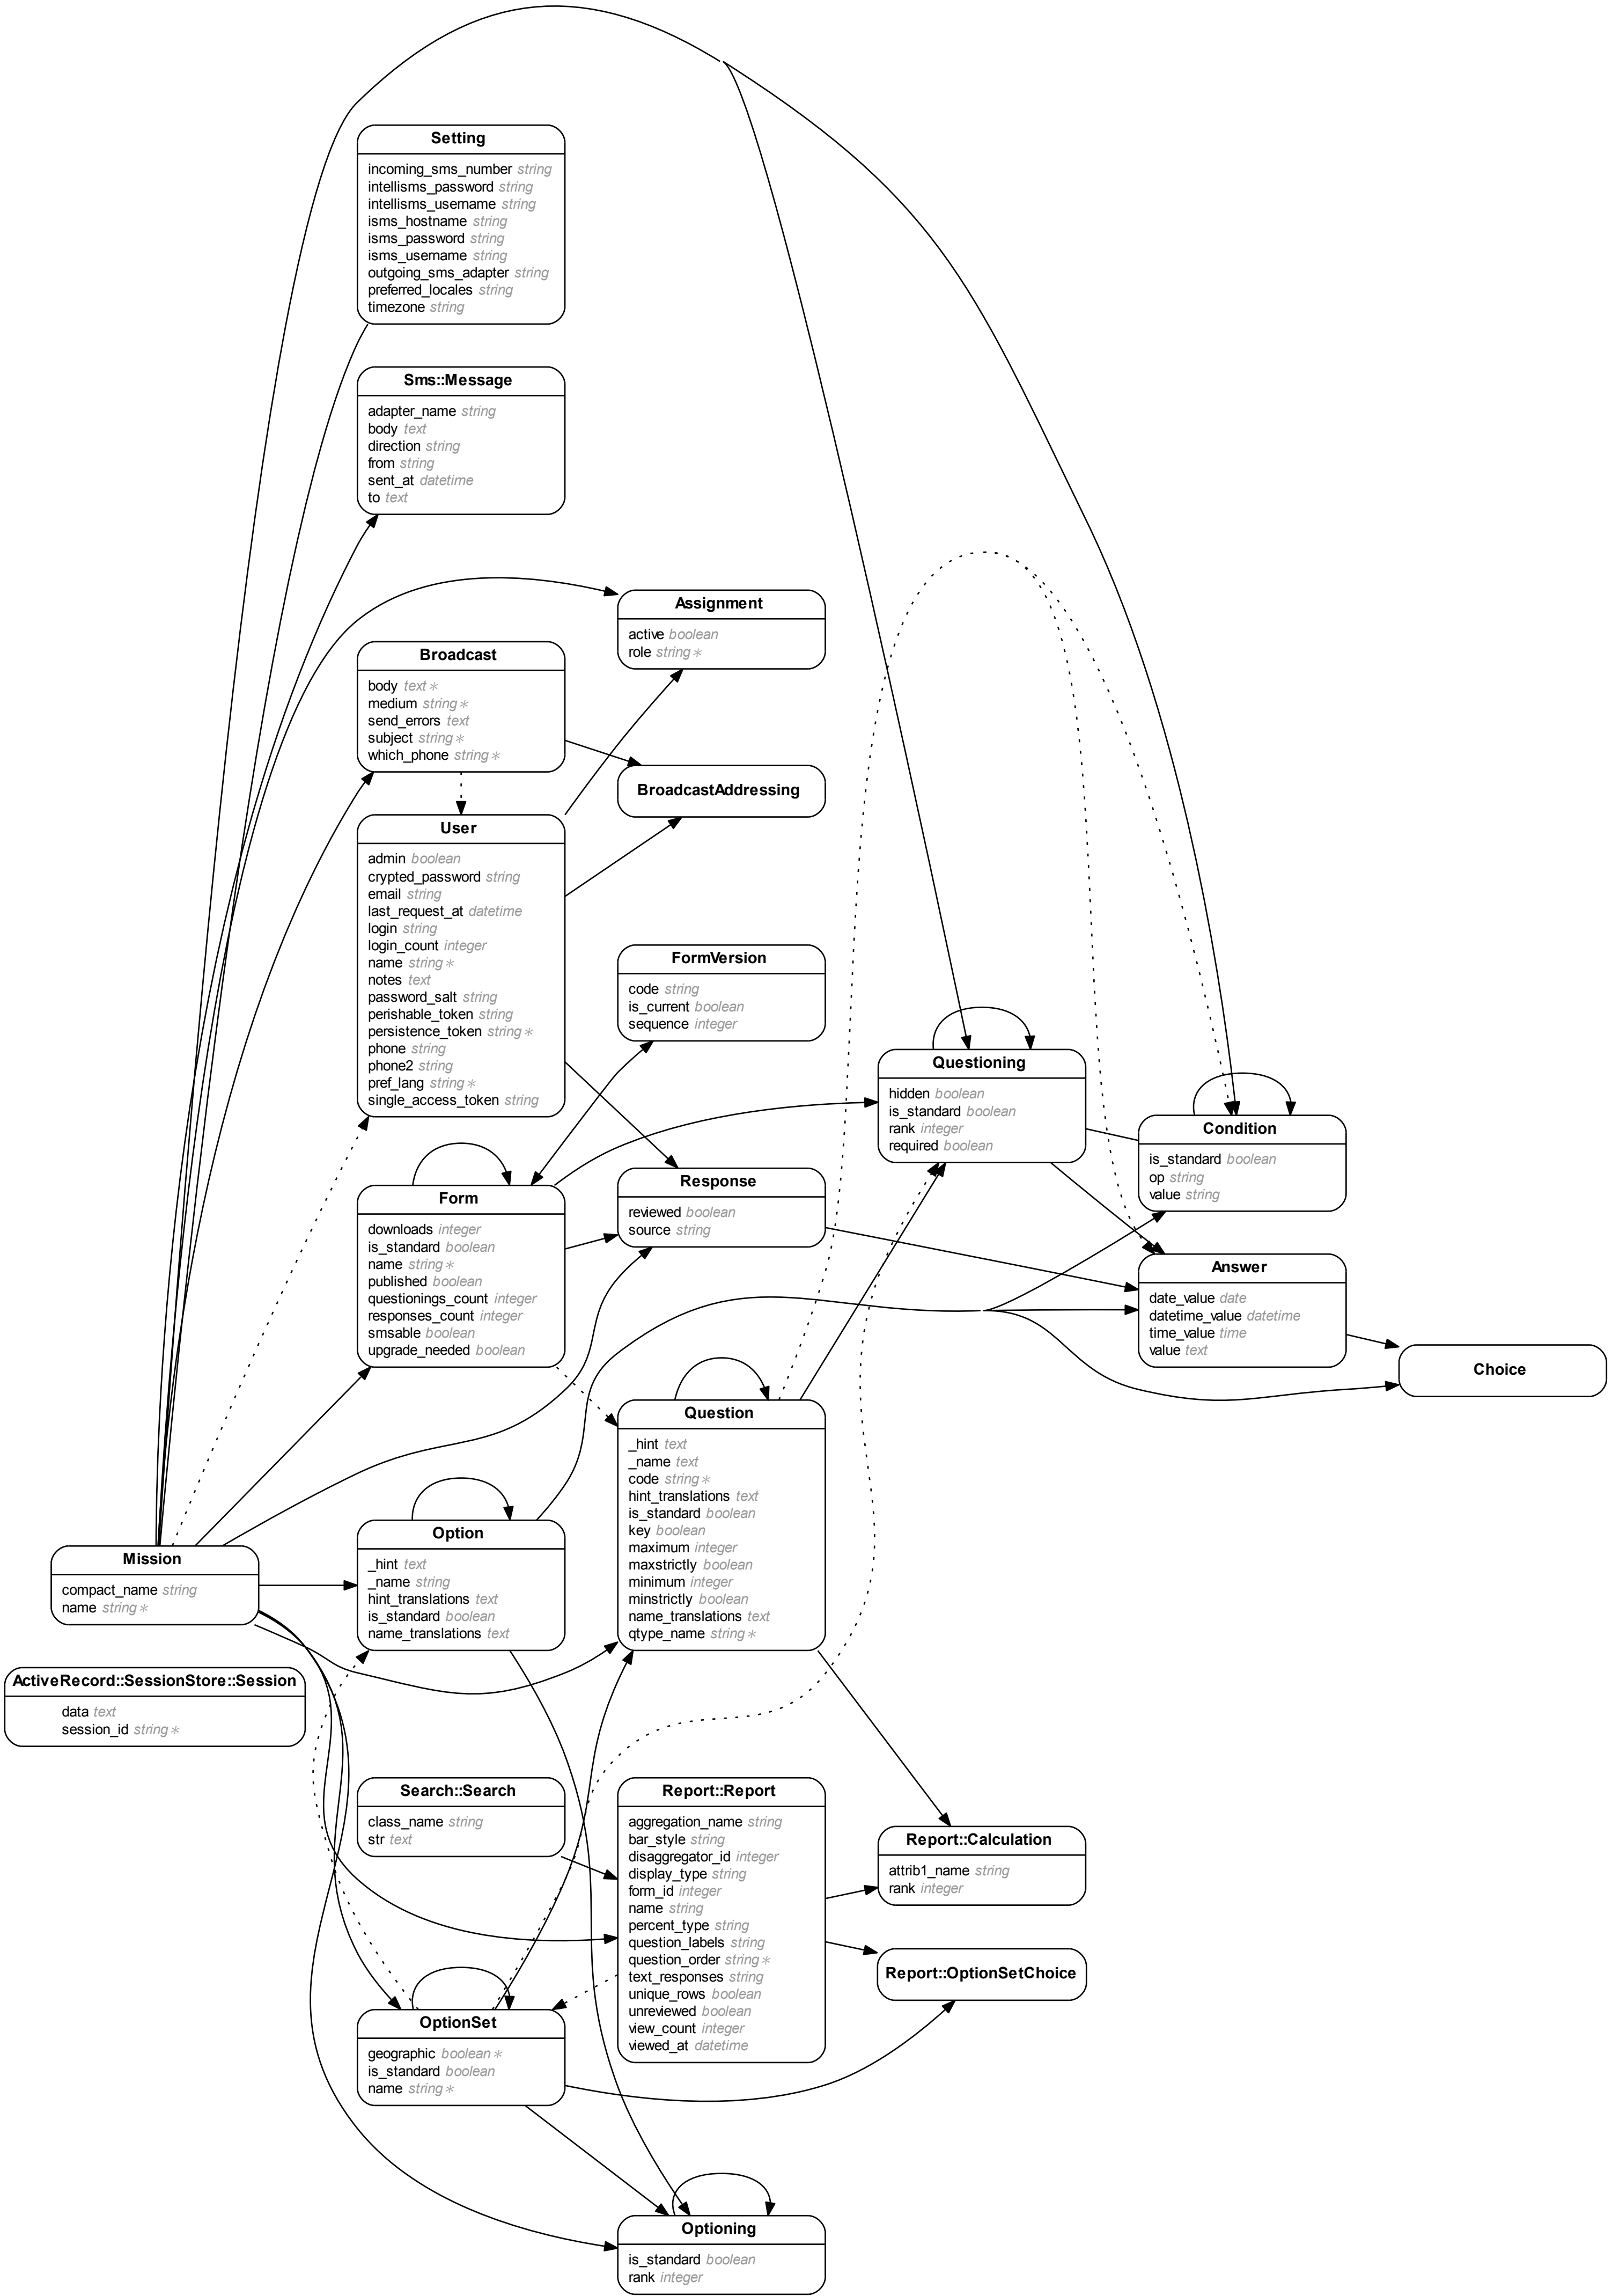 Setting
incoming_sms_number string
intellisms_password string
intellisms_username string
isms_hostname string
isms_password string
isms_username string
outgoing_sms_adapter string
preferred_locales string
timezone string
Sms::Message
adapter_name string
body text
direction string
from string
sent_at datetime
to text
Assignment
active boolean
role string∗
Broadcast
body text∗
medium string∗
send_errors text
subject string∗
which_phone string∗
BroadcastAddressing
User
admin boolean
crypted_password string
email string
last_request_at datetime
login string
login_count integer
name string∗
notes text
password_salt string
perishable_token string
persistence_token string∗
phone string
phone2 string
pref_lang string∗
single_access_token string
FormVersion
code string
is_current boolean
sequence integer
Questioning
hidden boolean
is_standard boolean
rank integer
required boolean
Condition
is_standard boolean
op string
value string
Form
downloads integer
is_standard boolean
name string∗
published boolean
questionings_count integer
responses_count integer
smsable boolean
upgrade_needed boolean
Response
reviewed boolean
source string
Answer
date_value date
datetime_value datetime
time_value time
value text
Choice
Question
_hint text
_name text
code string∗
hint_translations text
is_standard boolean
key boolean
maximum integer
maxstrictly boolean
minimum integer
minstrictly boolean
name_translations text
qtype_name string∗
Option
_hint text
_name string
hint_translations text
is_standard boolean
name_translations text
Mission
compact_name string
name string∗
ActiveRecord::SessionStore::Session
data text
session_id string∗
Search::Search
class_name string
str text
Report::Report
aggregation_name string
bar_style string
disaggregator_id integer
display_type string
form_id integer
name string
percent_type string
question_labels string
question_order string∗
text_responses string
unique_rows boolean
unreviewed boolean
view_count integer
viewed_at datetime
Report::Calculation
attrib1_name string
rank integer
Report::OptionSetChoice
OptionSet
geographic boolean∗
is_standard boolean
name string∗
Optioning
is_standard boolean
rank integer